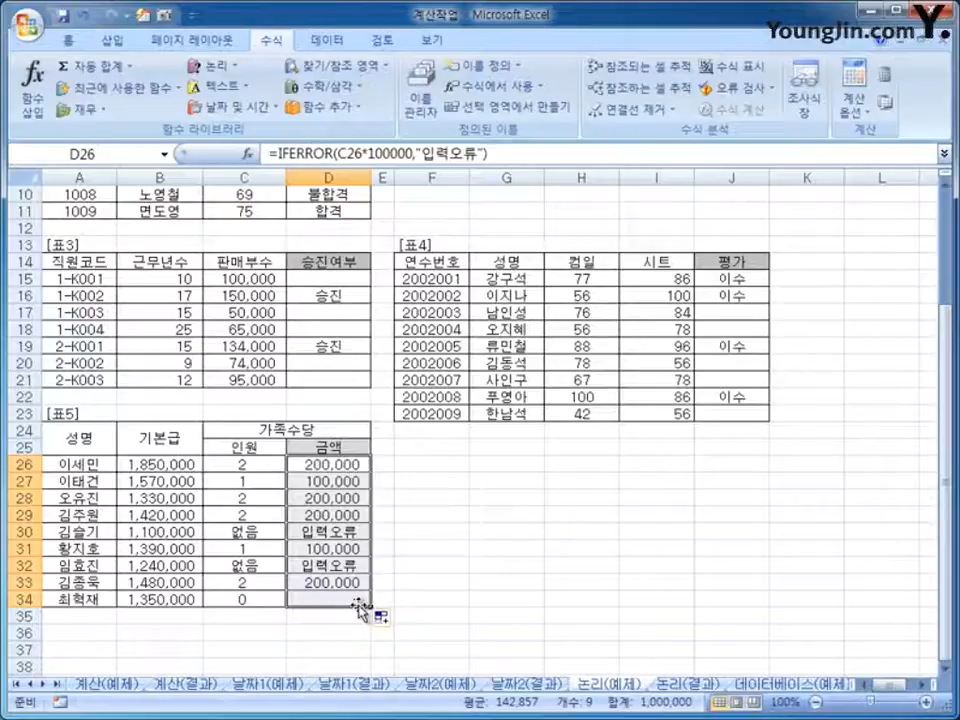 계산작업 - Microsoft Excel
YoungJin.com Y.
홈 삽입 페이지 레이아웃 수식 데이터 검토 보기
fx 함수 삽입
Σ 자동 합계
최근에 사용한 함수
재무
논리
텍스트
날짜 및 시간
찾기/참조 영역
수학/삼각
함수 추가
함수 라이브러리
이름 관리자
이름 정의
수식에서 사용
선택 영역에서 만들기
정의된 이름
참조되는 셀 추적
참조하는 셀 추적
연결선 제거
수식 표시
오류 검사
수식 계산
조사식 창
수식 분석
계산 옵션
계산
D26 fx =IFERROR(C26*100000,"입력오류")
A B C D E F G H I J K L
10 1008 노영철 69 불합격
11 1009 면도영 75 합격
12
13 [표3] [표4]
14 직원코드 근무년수 판매부수 승진여부 연수번호 성명 컴일 시트 평가
15 1-K001 10 100,000 2002001 강구석 77 86 이수
16 1-K002 17 150,000 승진 2002002 이지나 56 100 이수
17 1-K003 15 50,000 2002003 남인성 76 84
18 1-K004 25 65,000 2002004 오지혜 56 78
19 2-K001 15 134,000 승진 2002005 류민철 88 96 이수
20 2-K002 9 74,000 2002006 김동석 78 56
21 2-K003 12 95,000 2002007 사인구 67 78
22 2002008 푸영아 100 86 이수
23 [표5] 2002009 한남석 42 56
24 성명 기본급 가족수당
25 인원 금액
26 이세민 1,850,000 2 200,000
27 이태건 1,570,000 1 100,000
28 오유진 1,330,000 2 200,000
29 김주원 1,420,000 2 200,000
30 김슬기 1,100,000 없음 입력오류
31 황지호 1,390,000 1 100,000
32 임효진 1,240,000 없음 입력오류
33 김종욱 1,480,000 2 200,000
34 최혁재 1,350,000 0
35
36
37
38
계산(예제) 계산(결과) 날짜1(예제) 날짜1(결과) 날짜2(예제) 날짜2(결과) 논리(예제) 논리(결과) 데이터베이스(예제)
준비 평균: 142,857 개수: 9 합계: 1,000,000 100%